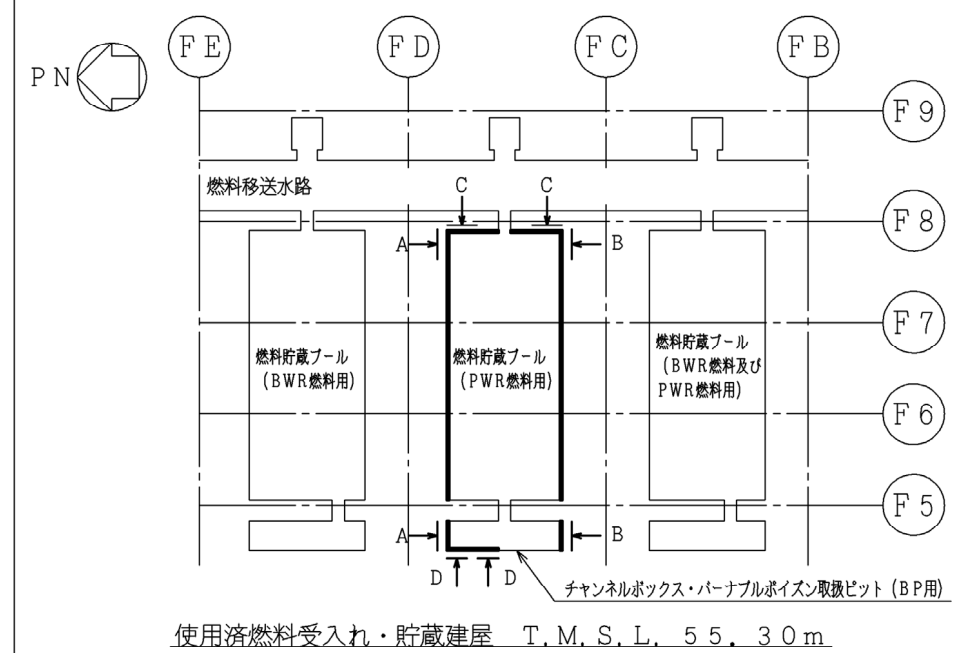 ＦＥ ＦＤ ＦＣ ＦＢ
ＰＮ
Ｆ９
燃料移送水路
Ｃ Ｃ
Ｆ８
Ａ Ｂ
Ｆ７
燃料貯蔵プール
（ＢＷＲ燃料用）
燃料貯蔵プール
（ＰＷＲ燃料用）
燃料貯蔵プール
（ＢＷＲ燃料及び
ＰＷＲ燃料用）
Ｆ６
Ｆ５
Ａ Ｂ
Ｄ Ｄ
チャンネルボックス・バーナブルポイズン取扱ピット（ＢＰ用）
使用済燃料受入れ・貯蔵建屋　Ｔ．Ｍ．Ｓ．Ｌ．５５．３０ｍ